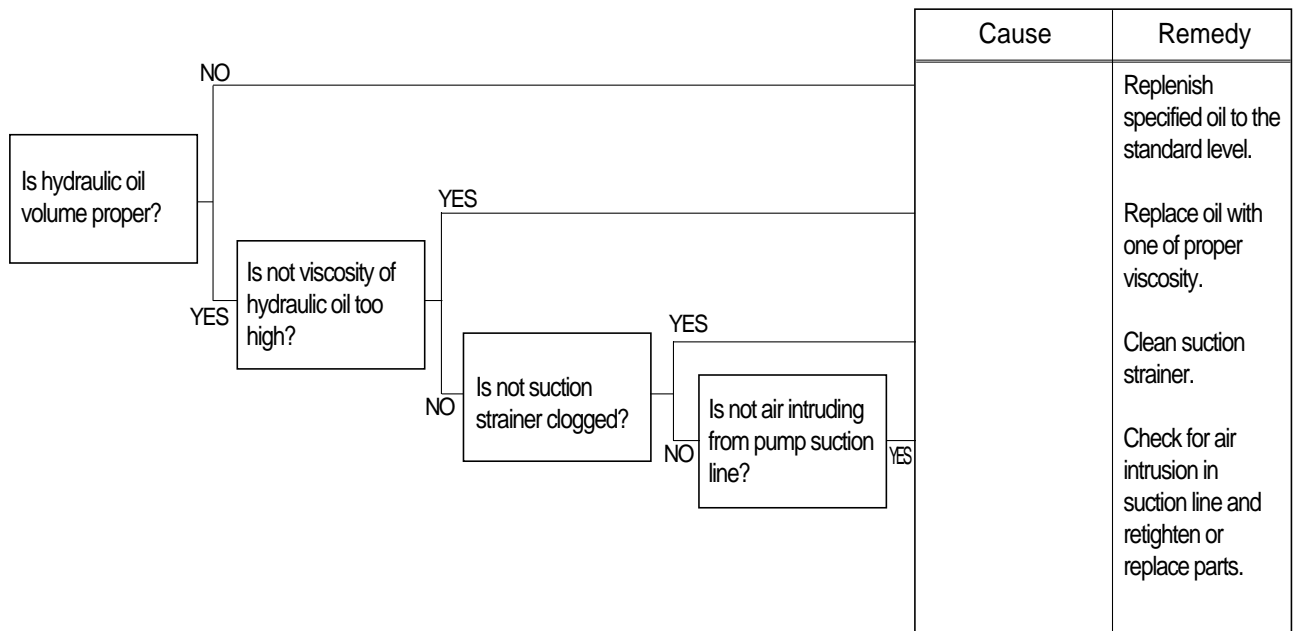 Cause
Remedy
NO
Replenish
specified oil to the
standard level.
Is hydraulic oil
volume proper?
YES
Replace oil with
one of proper
viscosity.
YES
Is not viscosity of
hydraulic oil too
high?
YES
Clean suction
strainer.
NO
Is not suction
strainer clogged?
NO
Is not air intruding
from pump suction
line?
YES
Check for air
intrusion in
suction line and
retighten or
replace parts.